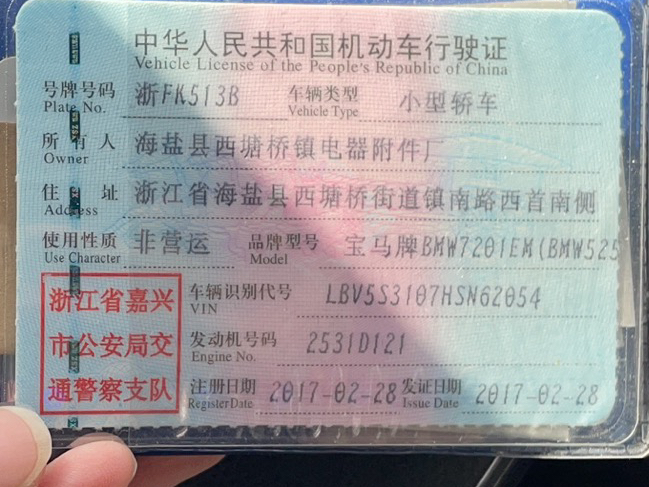 中华人民共和国机动车行驶证
Vehicle License of the People's Republic of China
号牌号码 浙FK513B 车辆类型 小型轿车
Plate No. Vehicle Type
所有人 海盐县西塘桥镇电器附件厂
Owner
住址 浙江省海盐县西塘桥街道镇南路西首南侧
Address
使用性质 非营运 品牌型号 宝马牌BMW7201EM(BMW525
Use Character Model
浙江省嘉兴
市公安局交
通警察支队
车辆识别代号 LBV5S3107HSN62054
VIN
发动机号码 2531D121
Engine No.
注册日期 2017-02-28 发证日期 2017-02-28
Register Date Issue Date